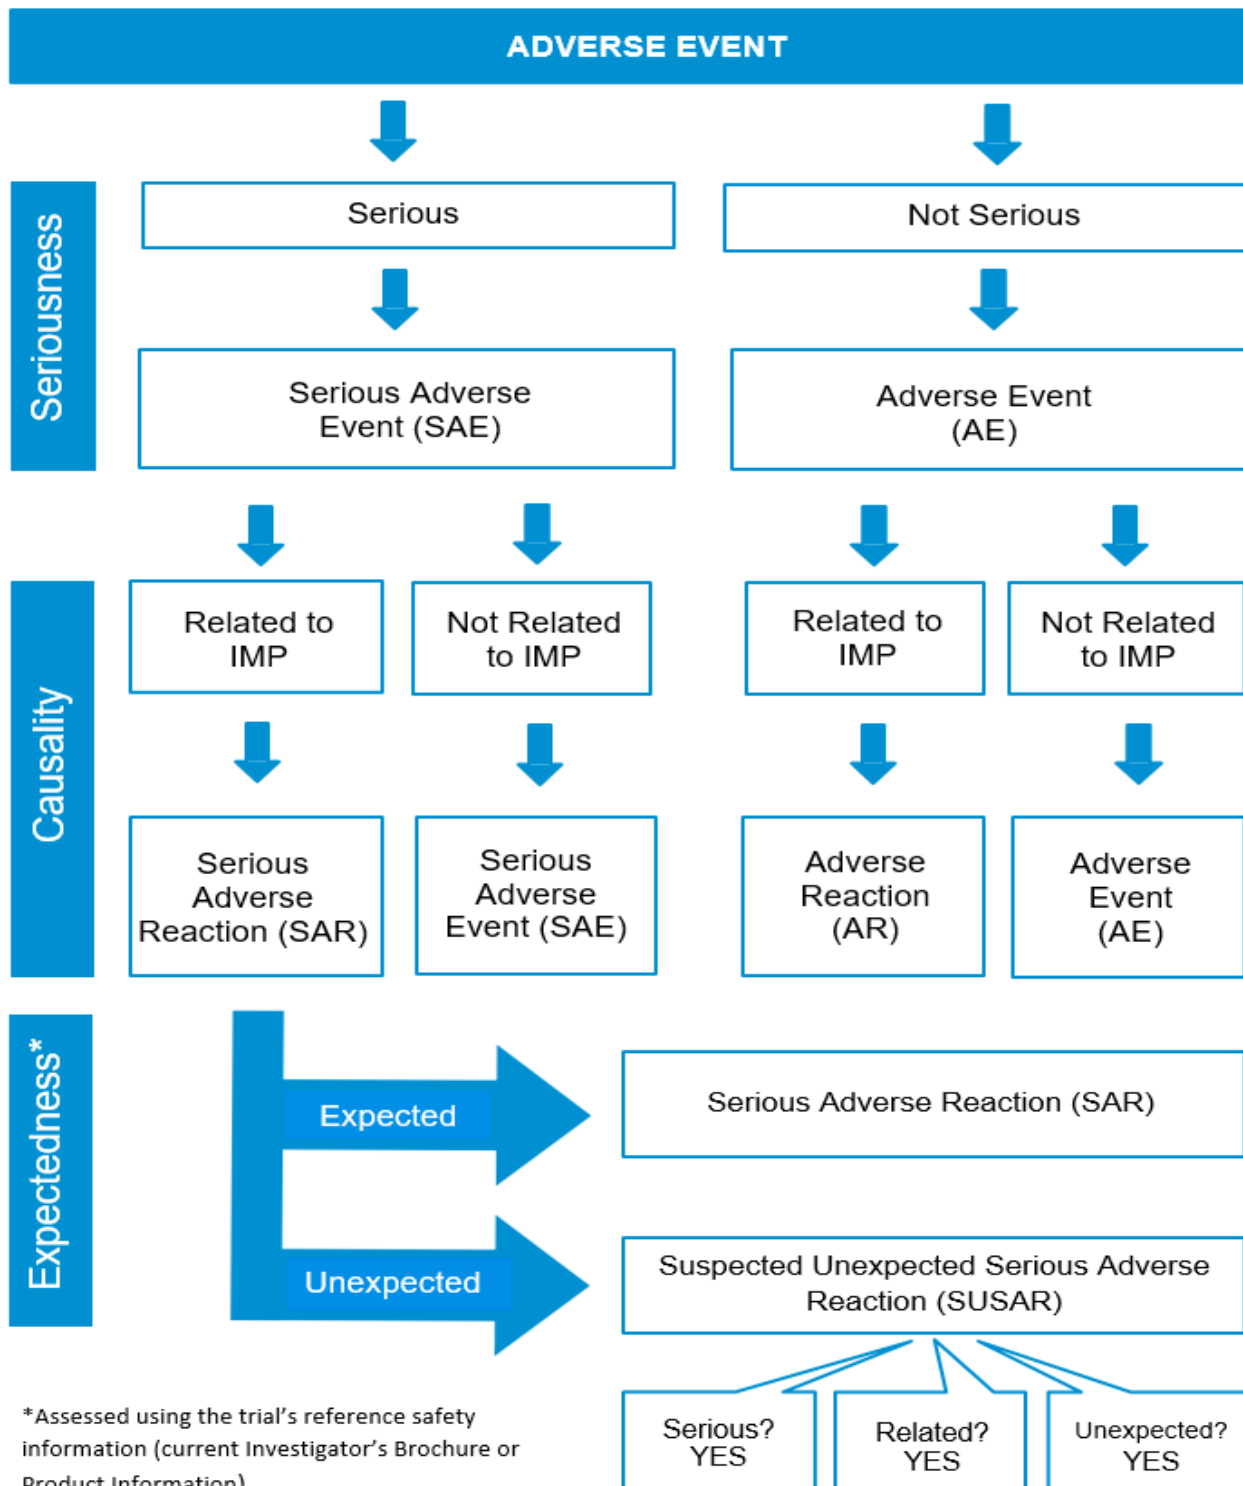 ADVERSE EVENT
Seriousness
Serious
Not Serious
Serious Adverse
Event (SAE)
Adverse Event
(AE)
Causality
Related to
IMP
Not Related
to IMP
Related to
IMP
Not Related
to IMP
Serious
Adverse
Reaction (SAR)
Serious
Adverse
Event (SAE)
Adverse
Reaction
(AR)
Adverse
Event
(AE)
Expectedness*
Expected
Serious Adverse Reaction (SAR)
Unexpected
Suspected Unexpected Serious Adverse
Reaction (SUSAR)
Serious?
YES
Related?
YES
Unexpected?
YES
*Assessed using the trial's reference safety
information (current Investigator's Brochure or
Product Information)